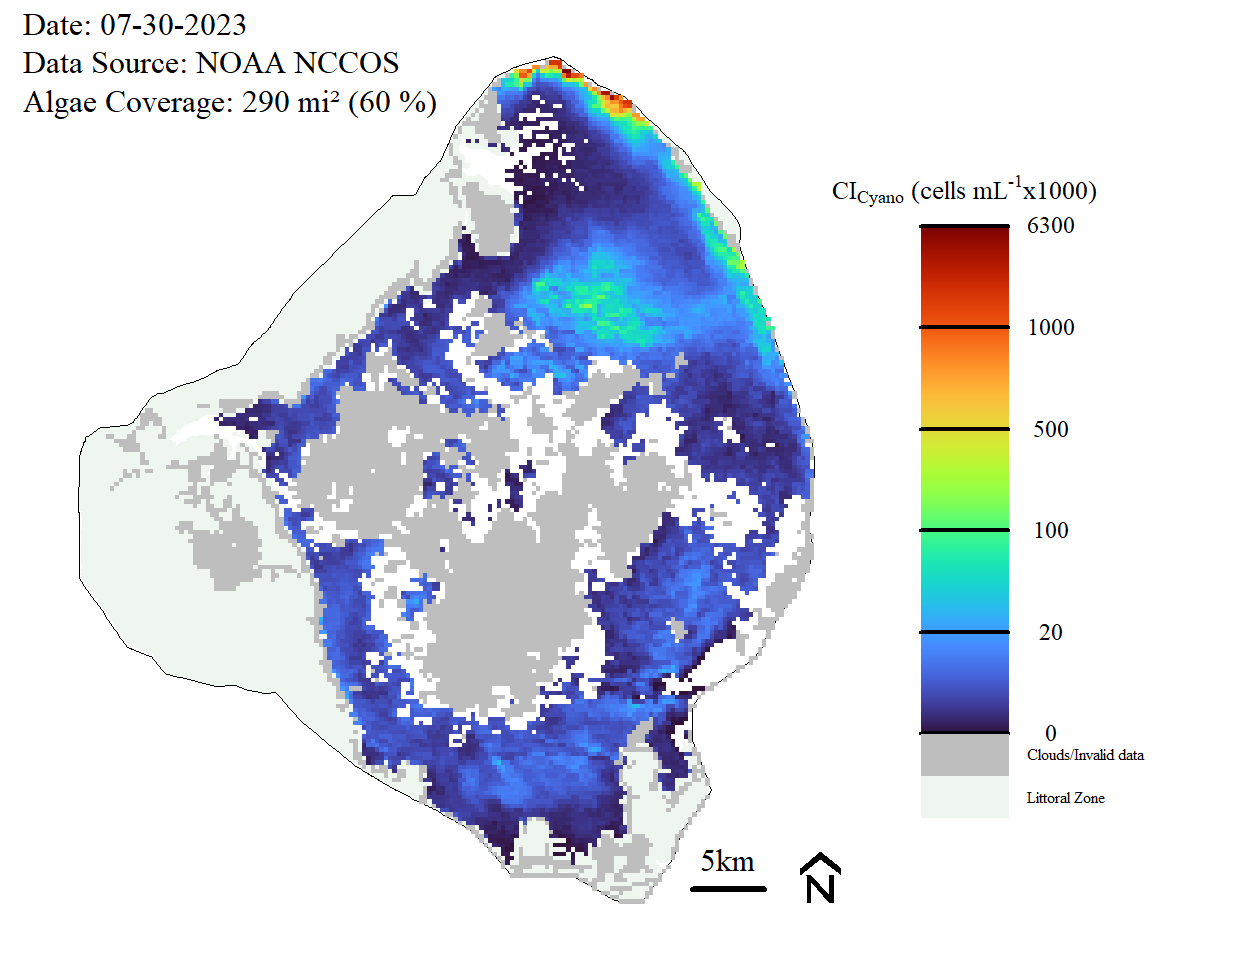 Date: 07-30-2023
Data Source: NOAA NCCOS
Algae Coverage: 290 mi² (60 %)
CICyano (cells mL-1x1000)
6300
1000
500
100
20
0
Clouds/Invalid data
Littoral Zone
5km
N